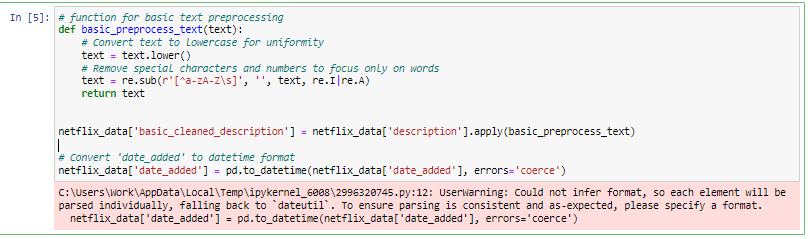 In [5]: # function for basic text preprocessing
def basic_preprocess_text(text):
    # Convert text to lowercase for uniformity
    text = text.lower()
    # Remove special characters and numbers to focus only on words
    text = re.sub(r'[^a-zA-Z\s]', '', text, re.I|re.A)
    return text
netflix_data['basic_cleaned_description'] = netflix_data['description'].apply(basic_preprocess_text)
# Convert 'date_added' to datetime format
netflix_data['date_added'] = pd.to_datetime(netflix_data['date_added'], errors='coerce')
C:\Users\Work\AppData\Local\Temp\ipykernel_6008\2996320745.py:12: UserWarning: Could not infer format, so each element will be
parsed individually, falling back to `dateutil`. To ensure parsing is consistent and as-expected, please specify a format.
  netflix_data['date_added'] = pd.to_datetime(netflix_data['date_added'], errors='coerce')